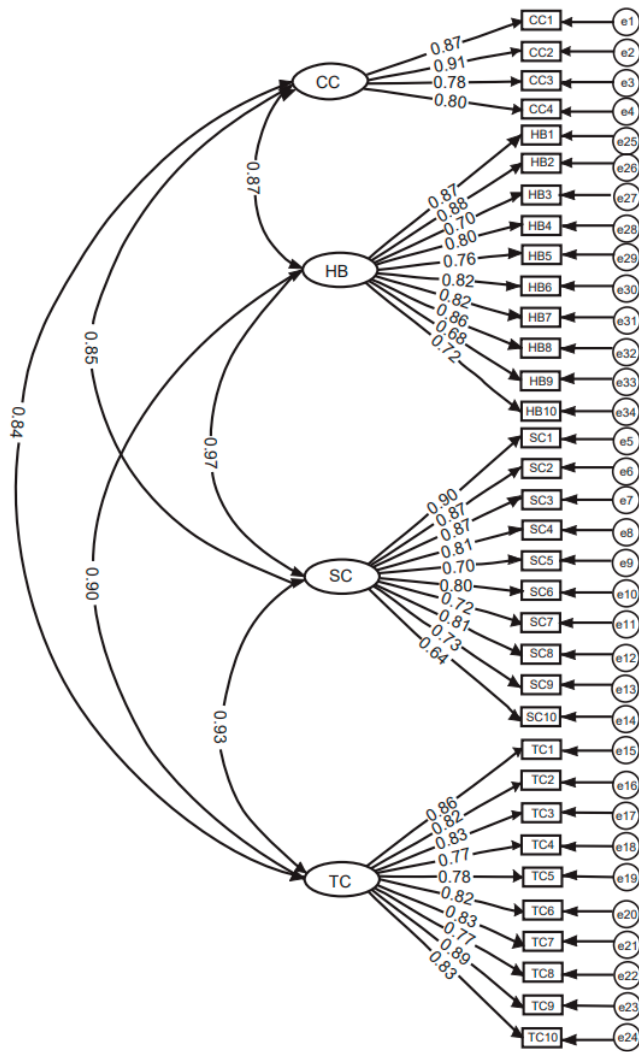 CC1 e1
0.87
CC2 e2
0.91
CC
CC3 e3
0.78
CC4 e4
0.80
HB1 e25
HB2 e26
0.87
0.87
0.88
HB3 e27
0.70
HB4 e28
0.80
HB5 e29
0.76
HB
HB6 e30
0.82
HB7 e31
0.82
HB8 e32
0.86
HB9 e33
0.68
HB10 e34
0.72
0.85
0.84
SC1 e5
0.97
SC2 e6
0.90
SC3 e7
0.87
SC4 e8
0.87
0.81
SC5 e9
0.70
0.90
SC
SC6 e10
0.80
SC7 e11
0.72
SC8 e12
0.81
SC9 e13
0.73
SC10 e14
0.64
0.93
TC1 e15
TC2 e16
0.86
TC3 e17
0.82
0.83
TC4 e18
0.77
TC5 e19
0.78
TC
TC6 e20
0.82
TC7 e21
0.83
TC8 e22
0.77
TC9 e23
0.89
TC10 e24
0.83